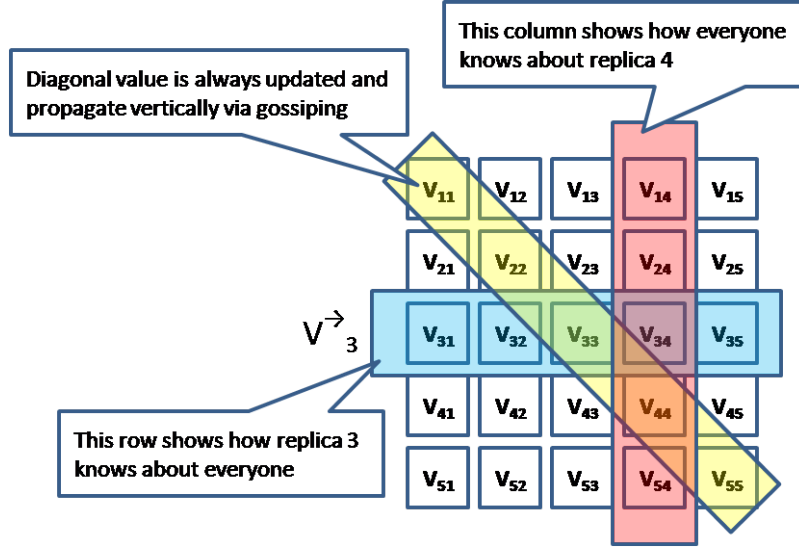 This column shows how everyone
knows about replica 4
Diagonal value is always updated and
propagate vertically via gossiping
V₁₁ V₁₂ V₁₃ V₁₄ V₁₅
V₂₁ V₂₂ V₂₃ V₂₄ V₂₅
V→₃ V₃₁ V₃₂ V₃₃ V₃₄ V₃₅
V₄₁ V₄₂ V₄₃ V₄₄ V₄₅
This row shows how replica 3
knows about everyone
V₅₁ V₅₂ V₅₃ V₅₄ V₅₅